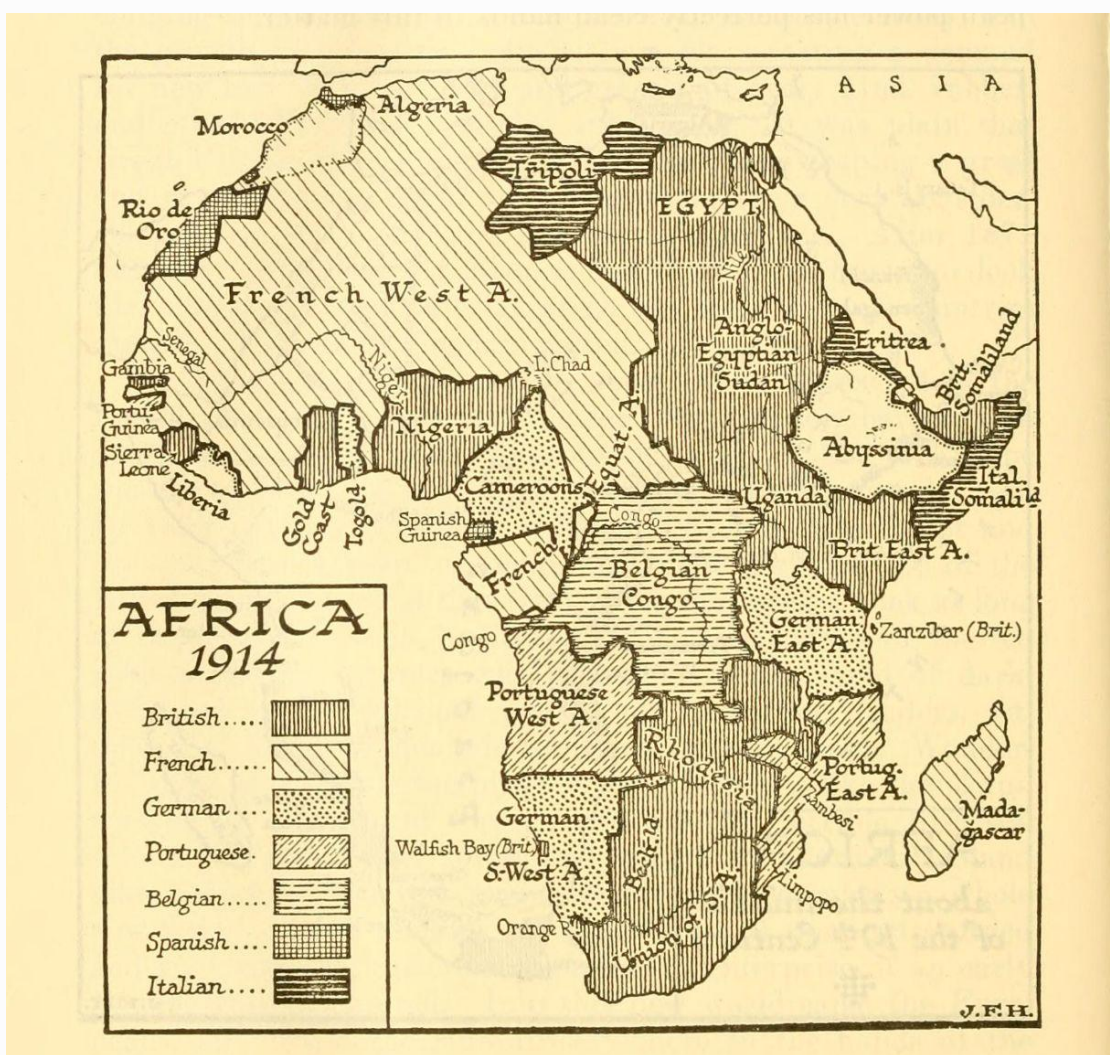 ASIA
Algeria
Morocco
Tripoli
EGYPT
Rio de
Oro
Nile
French West A.
Senegal
Niger
L. Chad
Anglo-
Egyptian
Sudan
Eritrea
Brit.
Somaliland
Gambia
Portu.
Guinea
Sierra
Leone
Liberia
Gold
Coast
Togold
Nigeria
Abyssinia
Ital.
Somalild
Cameroons
French Equat. A.
Spanish
Guinea
Congo
Uganda
Brit. East A.
Belgian
Congo
German
East A
Zanzibar (Brit.)
Congo
Portuguese
West A.
Rhodesia
Portug.
East A.
Zambesi
Mada-
gascar
German
S.-West A.
Walfish Bay (Brit.)
Bechld
Limpopo
Orange R.
Union of S. A.
AFRICA
1914
British.....
French......
German....
Portuguese.
Belgian....
Spanish....
Italian....
J.F.H.